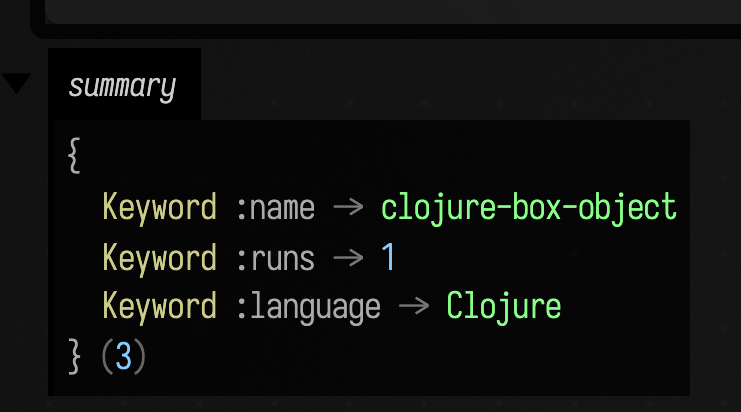 summary
{
Keyword :name → clojure-box-object
Keyword :runs → 1
Keyword :language → Clojure
} (3)